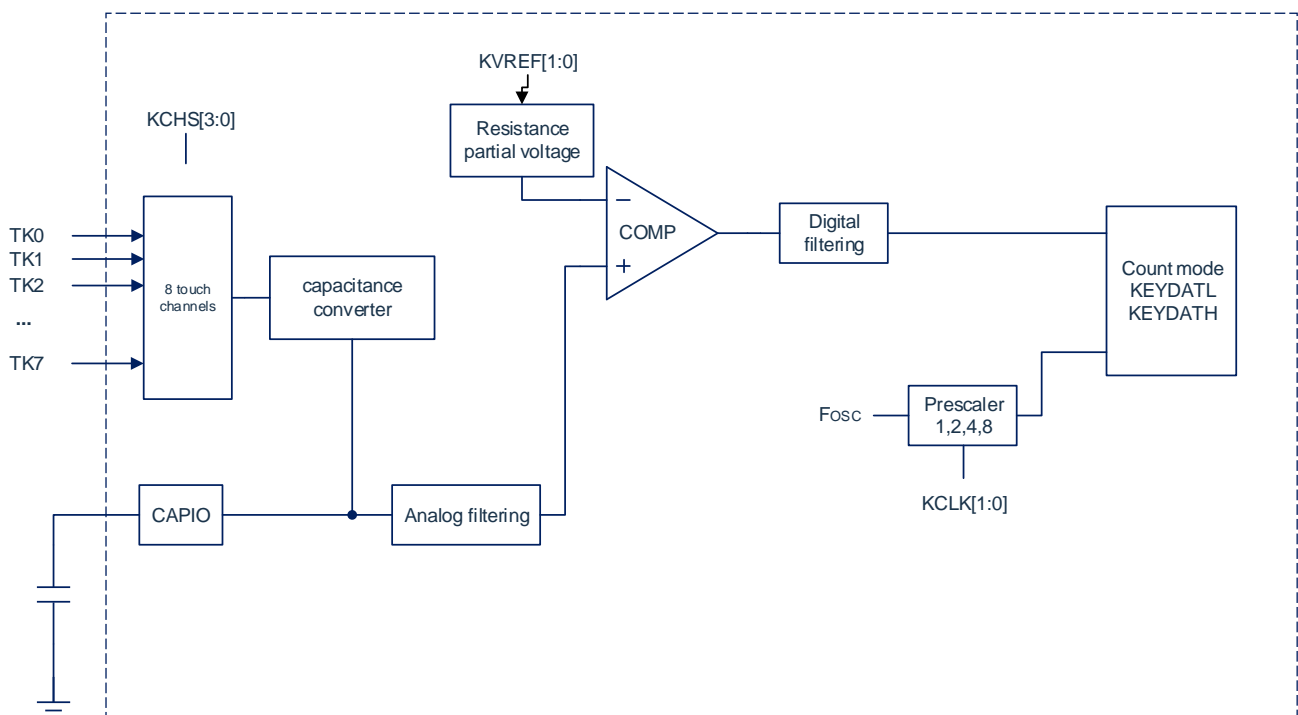 KVREF[1:0]
KCHS[3:0]
Resistance
partial voltage
TK0
TK1
TK2
...
TK7
8 touch
channels
capacitance
converter
−
COMP
+
Digital
filtering
Count mode
KEYDATL
KEYDATH
Fosc
Prescaler
1,2,4,8
KCLK[1:0]
CAPIO
Analog filtering